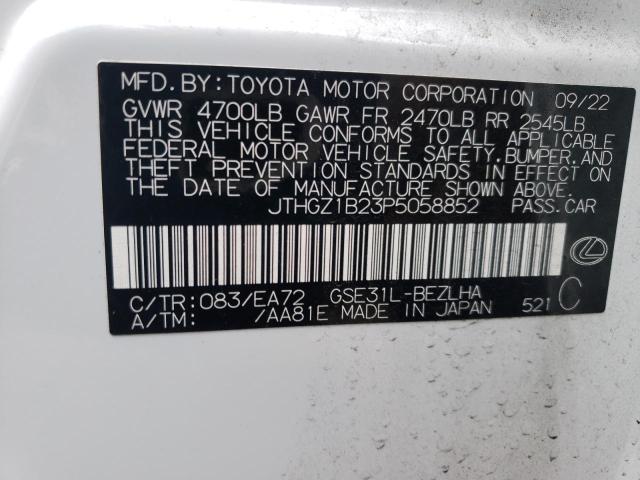 MFD. BY: TOYOTA MOTOR CORPORATION 09/22
GVWR 4700LB GAWR FR 2470LB RR 2545LB
THIS VEHICLE CONFORMS TO ALL APPLICABLE
FEDERAL MOTOR VEHICLE SAFETY, BUMPER, AND
THEFT PREVENTION STANDARDS IN EFFECT ON
THE DATE OF MANUFACTURE SHOWN ABOVE.
JTHGZ1B23P5058852 PASS.CAR
C/TR: 083/EA72 GSE31L-BEZLHA
A/TM: /AA81E MADE IN JAPAN 521 C